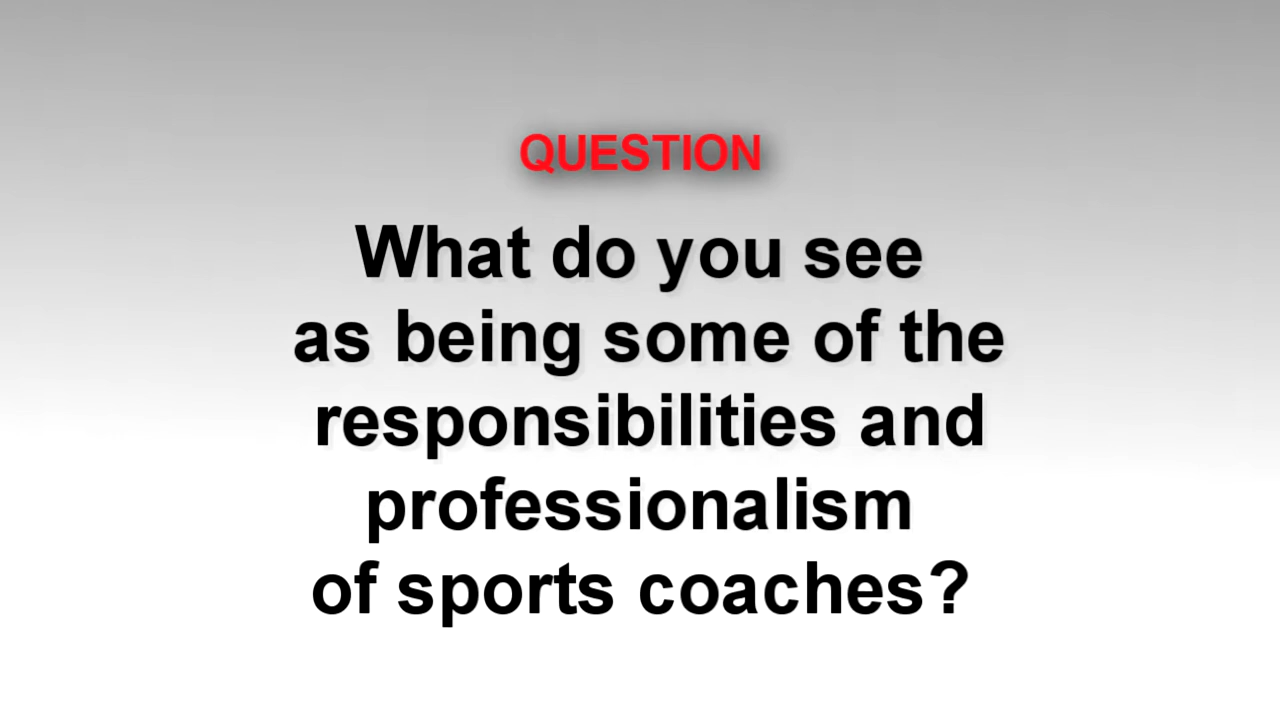 QUESTION
What do you see
as being some of the
responsibilities and
professionalism
of sports coaches?